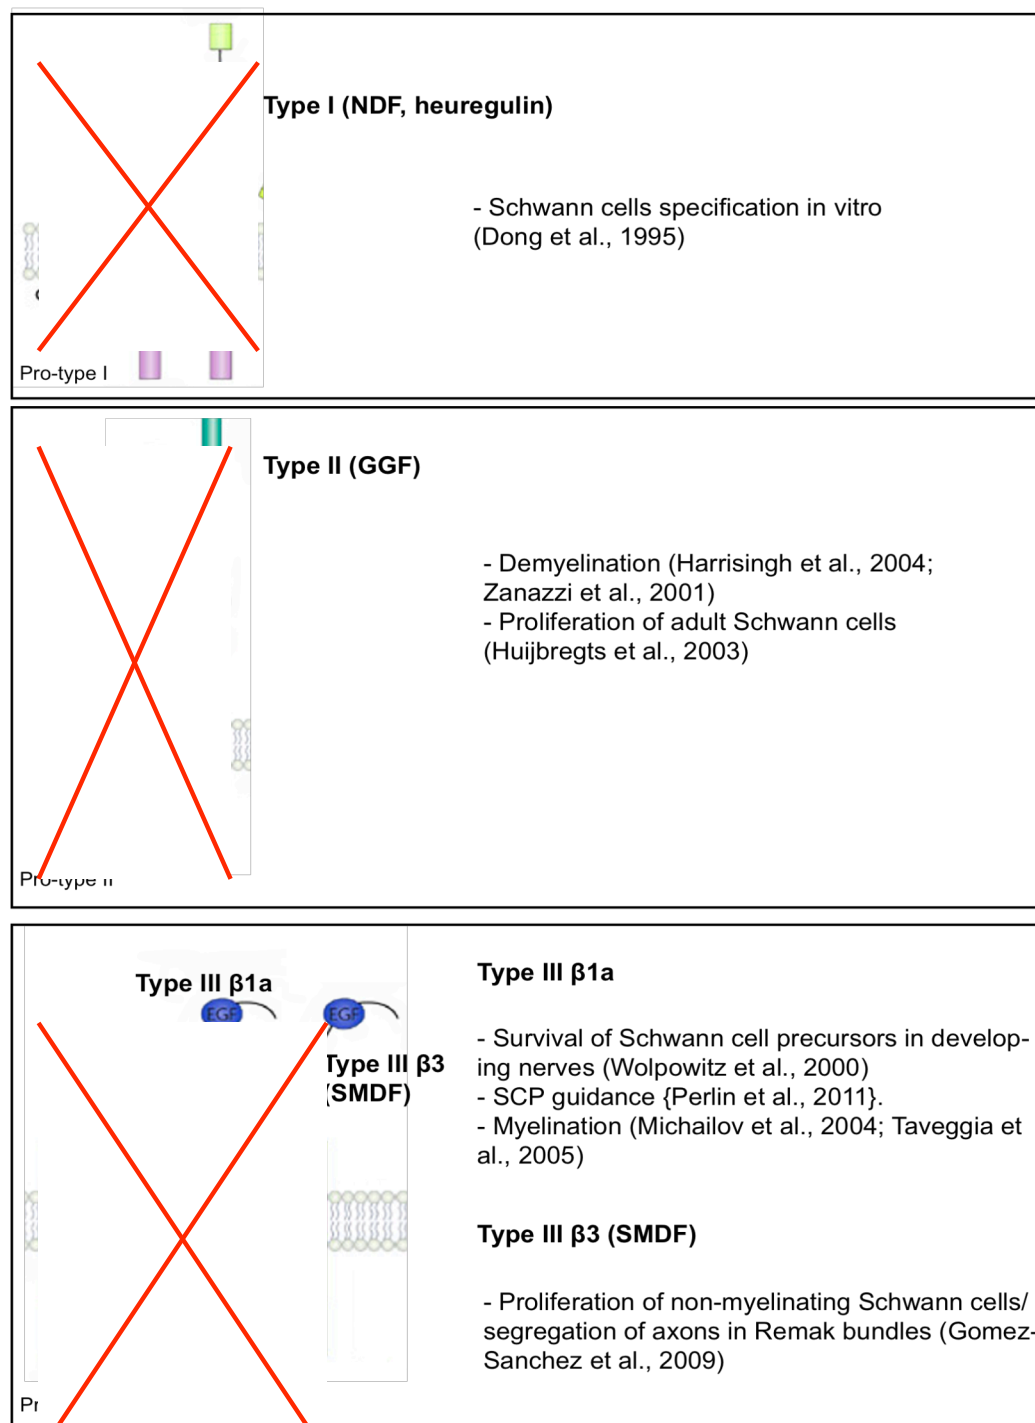 Type I (NDF, heuregulin)
- Schwann cells specification in vitro
(Dong et al., 1995)
Pro-type I
Type II (GGF)
- Demyelination (Harrisingh et al., 2004;
Zanazzi et al., 2001)
- Proliferation of adult Schwann cells
(Huijbregts et al., 2003)
Pro-type II
Type III β1a
EGF
EGF
Type III β3
(SMDF)
Type III β1a
- Survival of Schwann cell precursors in develop-
ing nerves (Wolpowitz et al., 2000)
- SCP guidance {Perlin et al., 2011}.
- Myelination (Michailov et al., 2004; Taveggia et
al., 2005)
Type III β3 (SMDF)
- Proliferation of non-myelinating Schwann cells/
segregation of axons in Remak bundles (Gomez-
Sanchez et al., 2009)